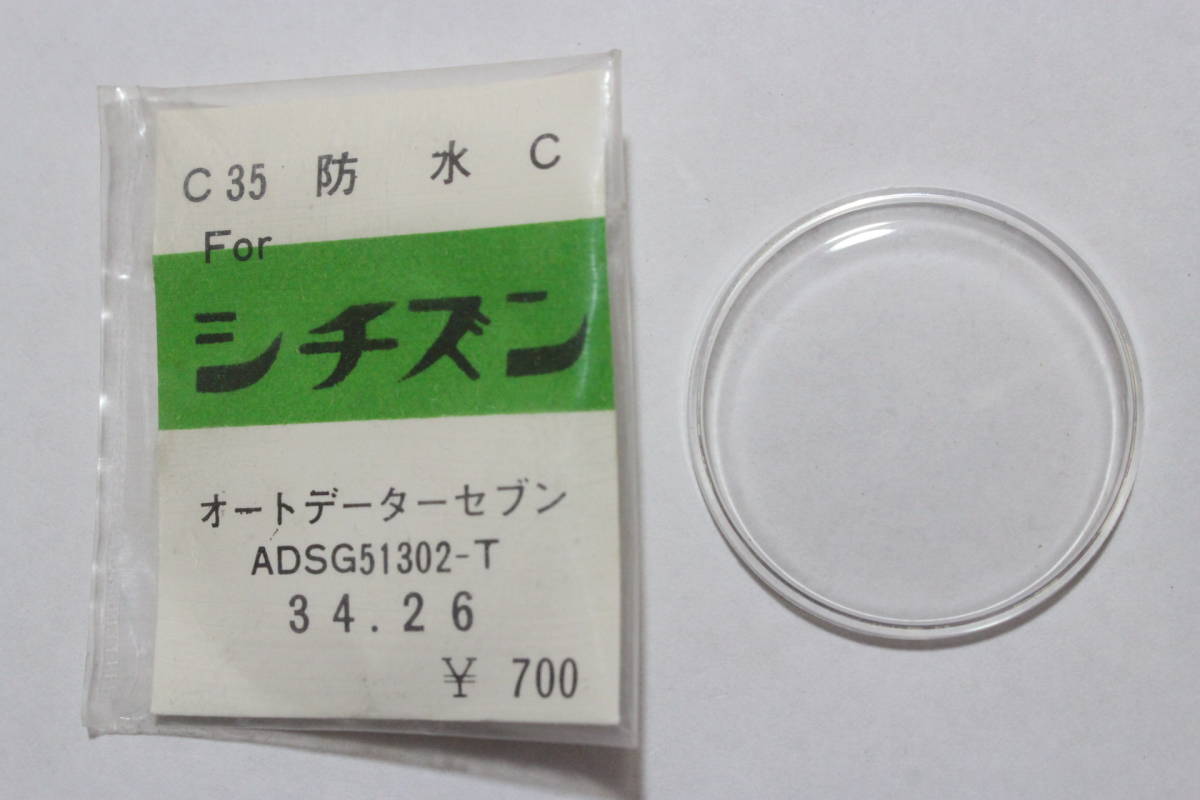 C 35 防 水 C
For
シチズン
オートデーターセブン
ADSG51302-T
34.26
¥ 700